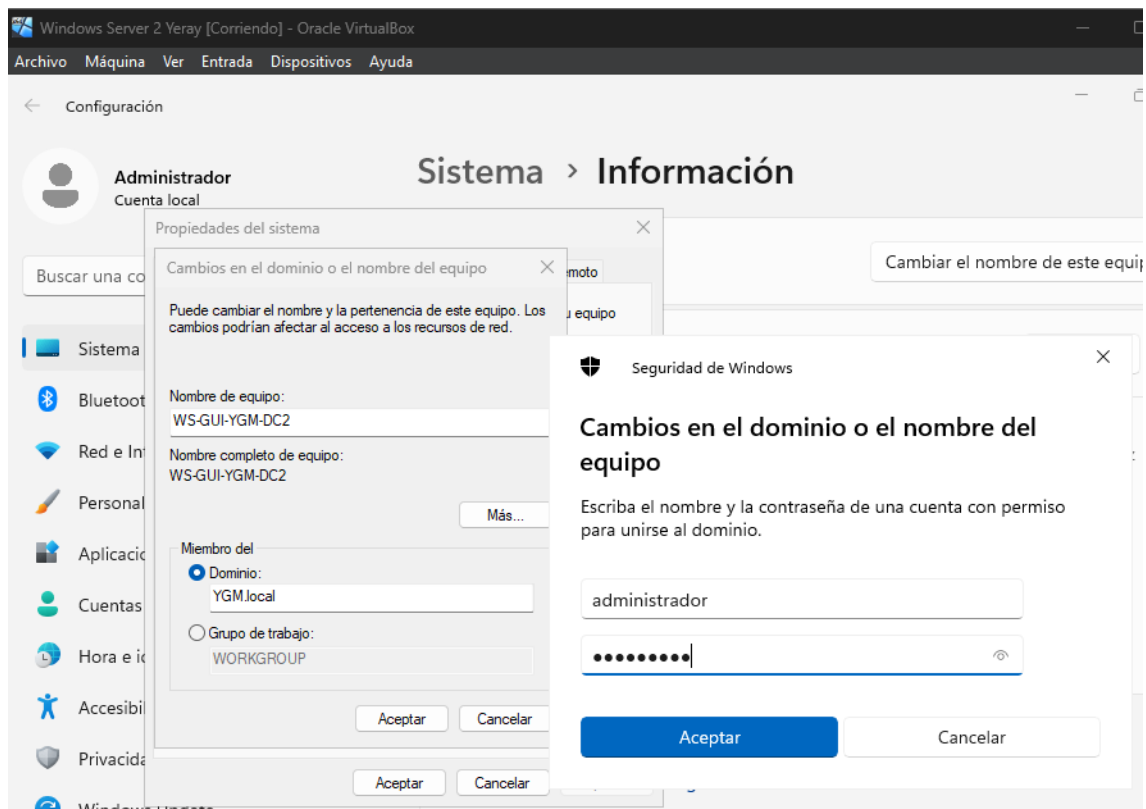 Windows Server 2 Yeray [Corriendo] - Oracle VirtualBox
Archivo Máquina Ver Entrada Dispositivos Ayuda
Configuración
Administrador
Cuenta local
Sistema > Información
Propiedades del sistema
Cambios en el dominio o el nombre del equipo
Puede cambiar el nombre y la pertenencia de este equipo. Los
cambios podrían afectar al acceso a los recursos de red.
Nombre de equipo:
WS-GUI-YGM-DC2
Nombre completo de equipo:
WS-GUI-YGM-DC2
Más...
Miembro del
Dominio:
YGM.local
Grupo de trabajo:
WORKGROUP
Aceptar Cancelar
Aceptar Cancelar
emoto
u equipo
Cambiar el nombre de este equip
Buscar una co
Sistema
Bluetoot
Red e Int
Personal
Aplicacio
Cuentas
Hora e id
Accesibil
Privacida
Seguridad de Windows
Cambios en el dominio o el nombre del
equipo
Escriba el nombre y la contraseña de una cuenta con permiso
para unirse al dominio.
administrador
•••••••••
Aceptar Cancelar